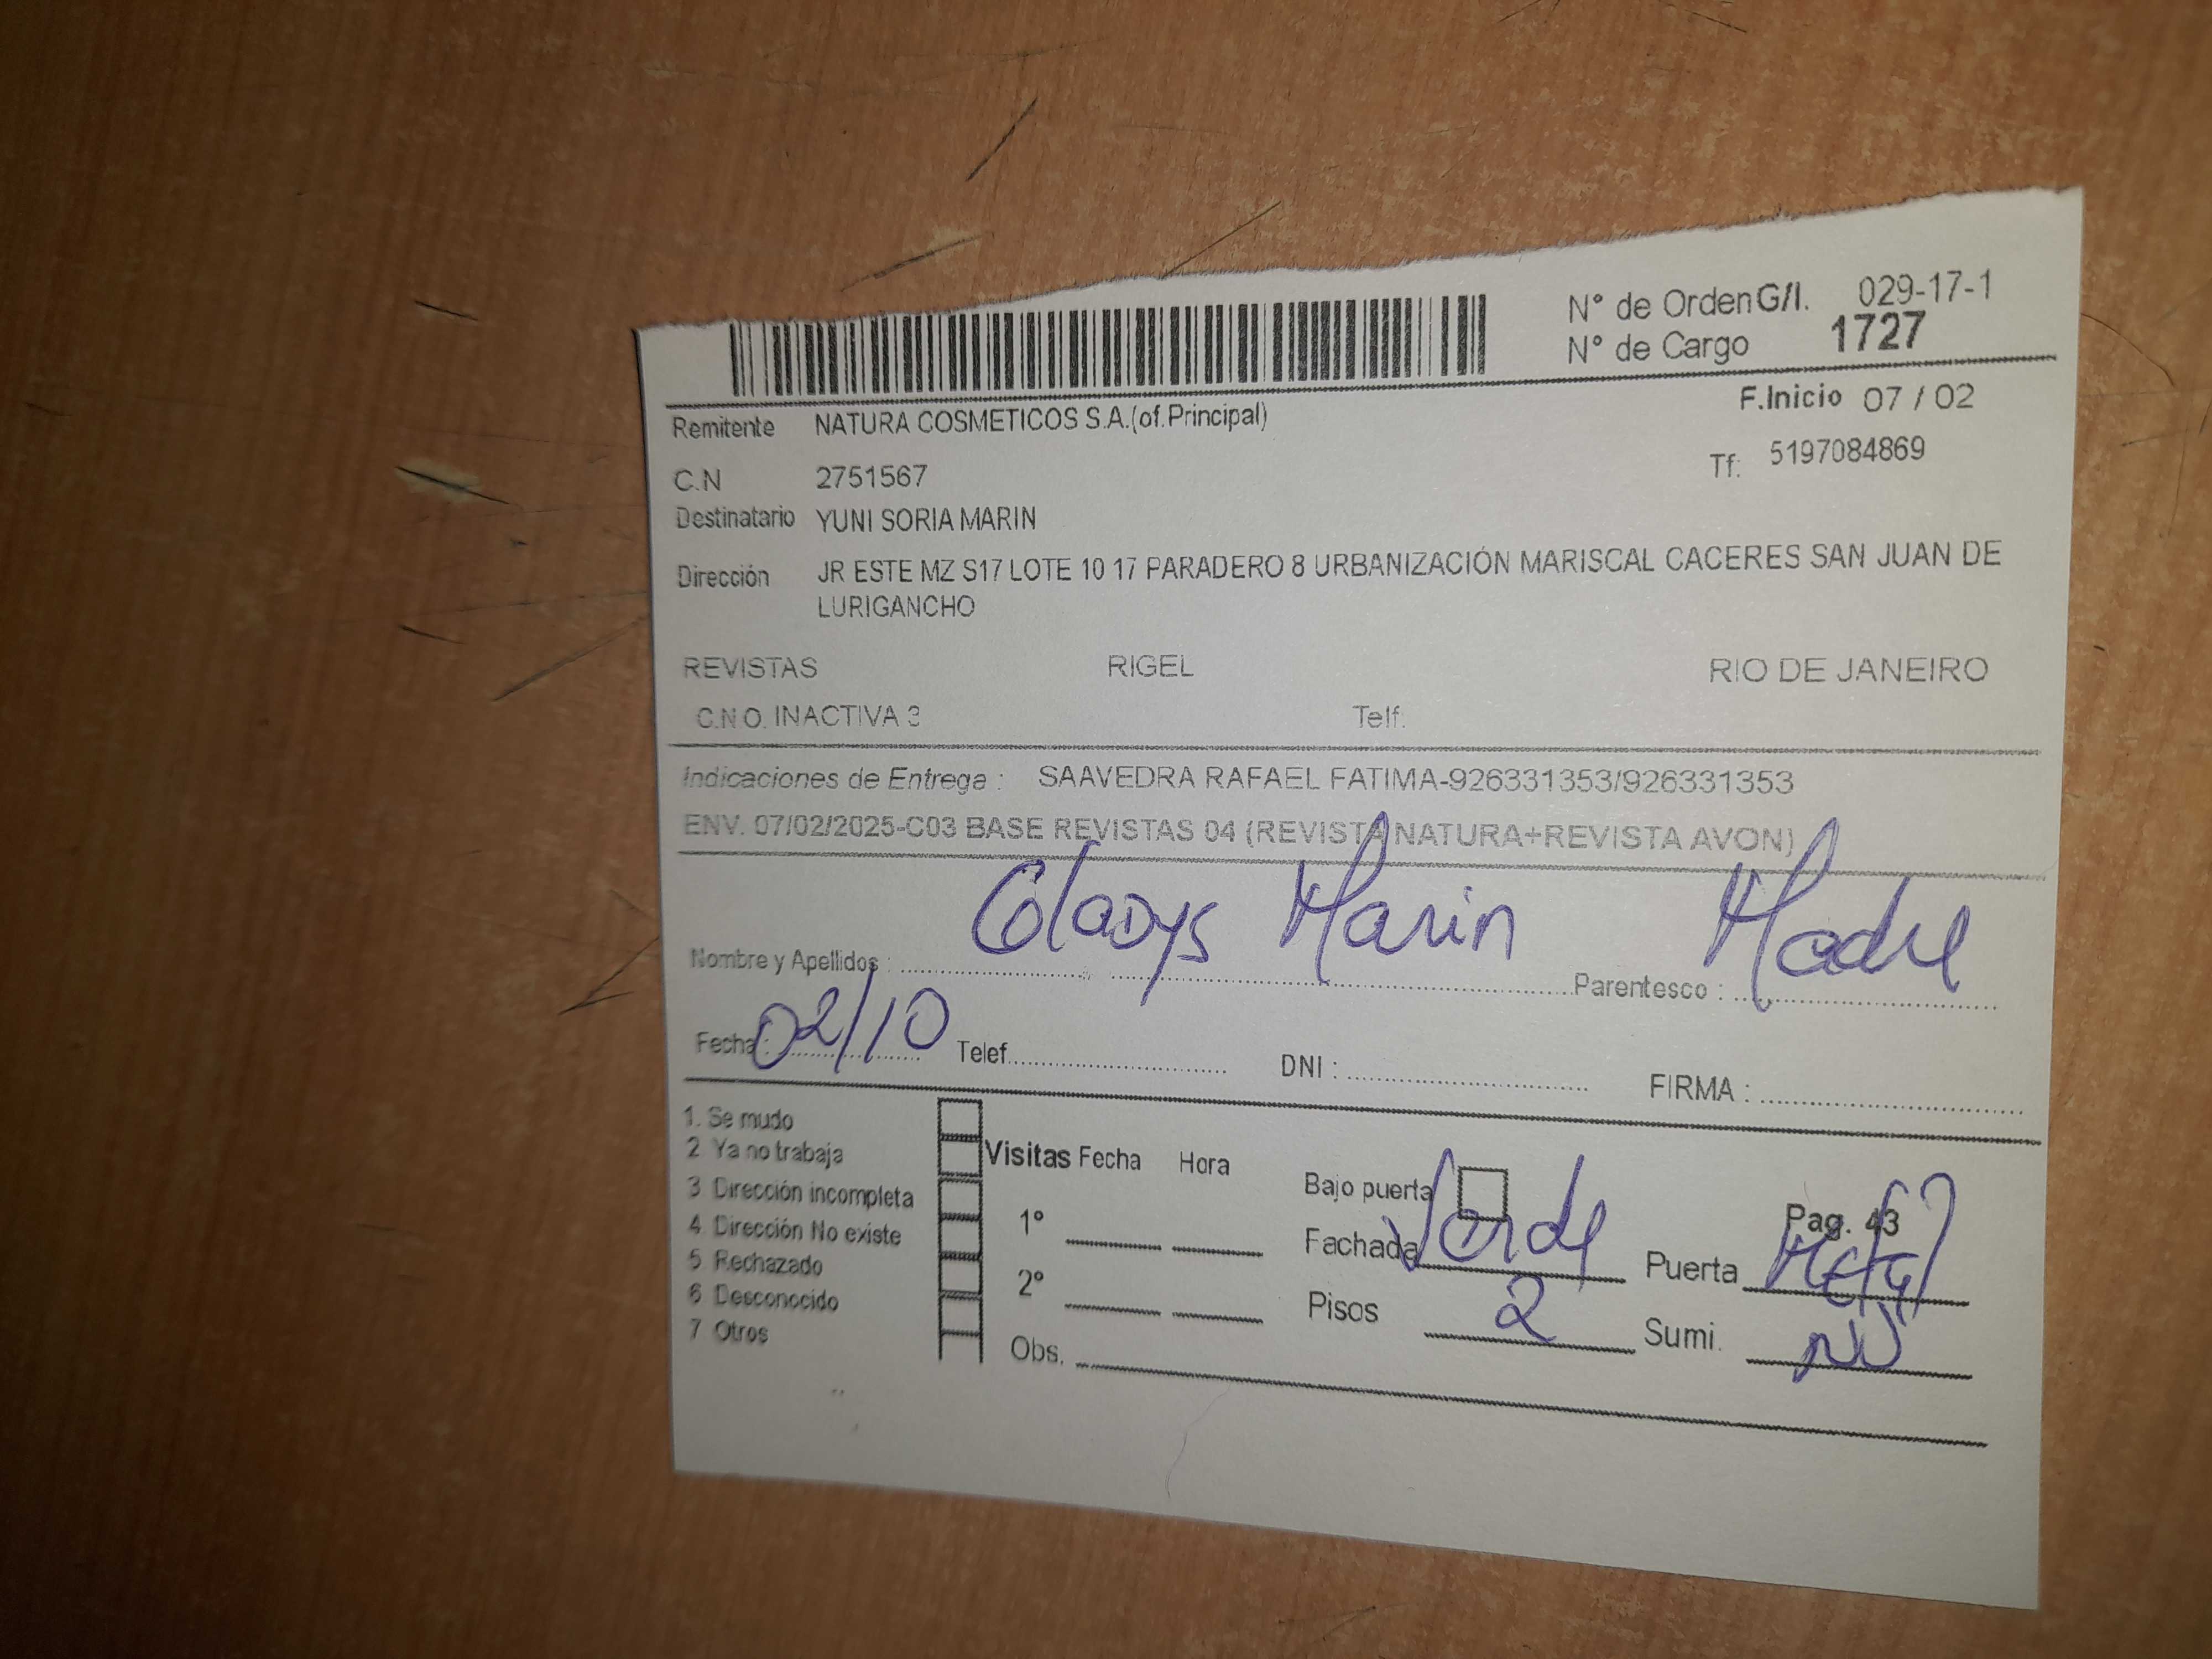 N° de Orden G/I. 029-17-1
N° de Cargo 1727
F.Inicio 07 / 02
Remitente NATURA COSMETICOS S.A.(of.Principal)
Tf: 5197084869
C.N 2751567
Destinatario YUNI SORIA MARIN
Dirección JR ESTE MZ S17 LOTE 10 17 PARADERO 8 URBANIZACIÓN MARISCAL CACERES SAN JUAN DE
LURIGANCHO
REVISTAS RIGEL RIO DE JANEIRO
C.N.O. INACTIVA 3 Telf:
Indicaciones de Entrega : SAAVEDRA RAFAEL FATIMA-926331353/926331353
ENV. 07/02/2025-C03 BASE REVISTAS 04 (REVISTA NATURA+REVISTA AVON)
Nombre y Apellidos : Gladys Marin Parentesco : Madre
Fecha : 02/10 Telef. DNI : FIRMA :
1. Se mudo
2 Ya no trabaja
3 Dirección incompleta
4 Dirección No existe
5 Rechazado
6 Desconocido
7 Otros
Visitas Fecha Hora
1°
2°
Obs.
Bajo puerta Pag. 43
Fachada Verde Puerta Metal
Pisos 2 Sumi.